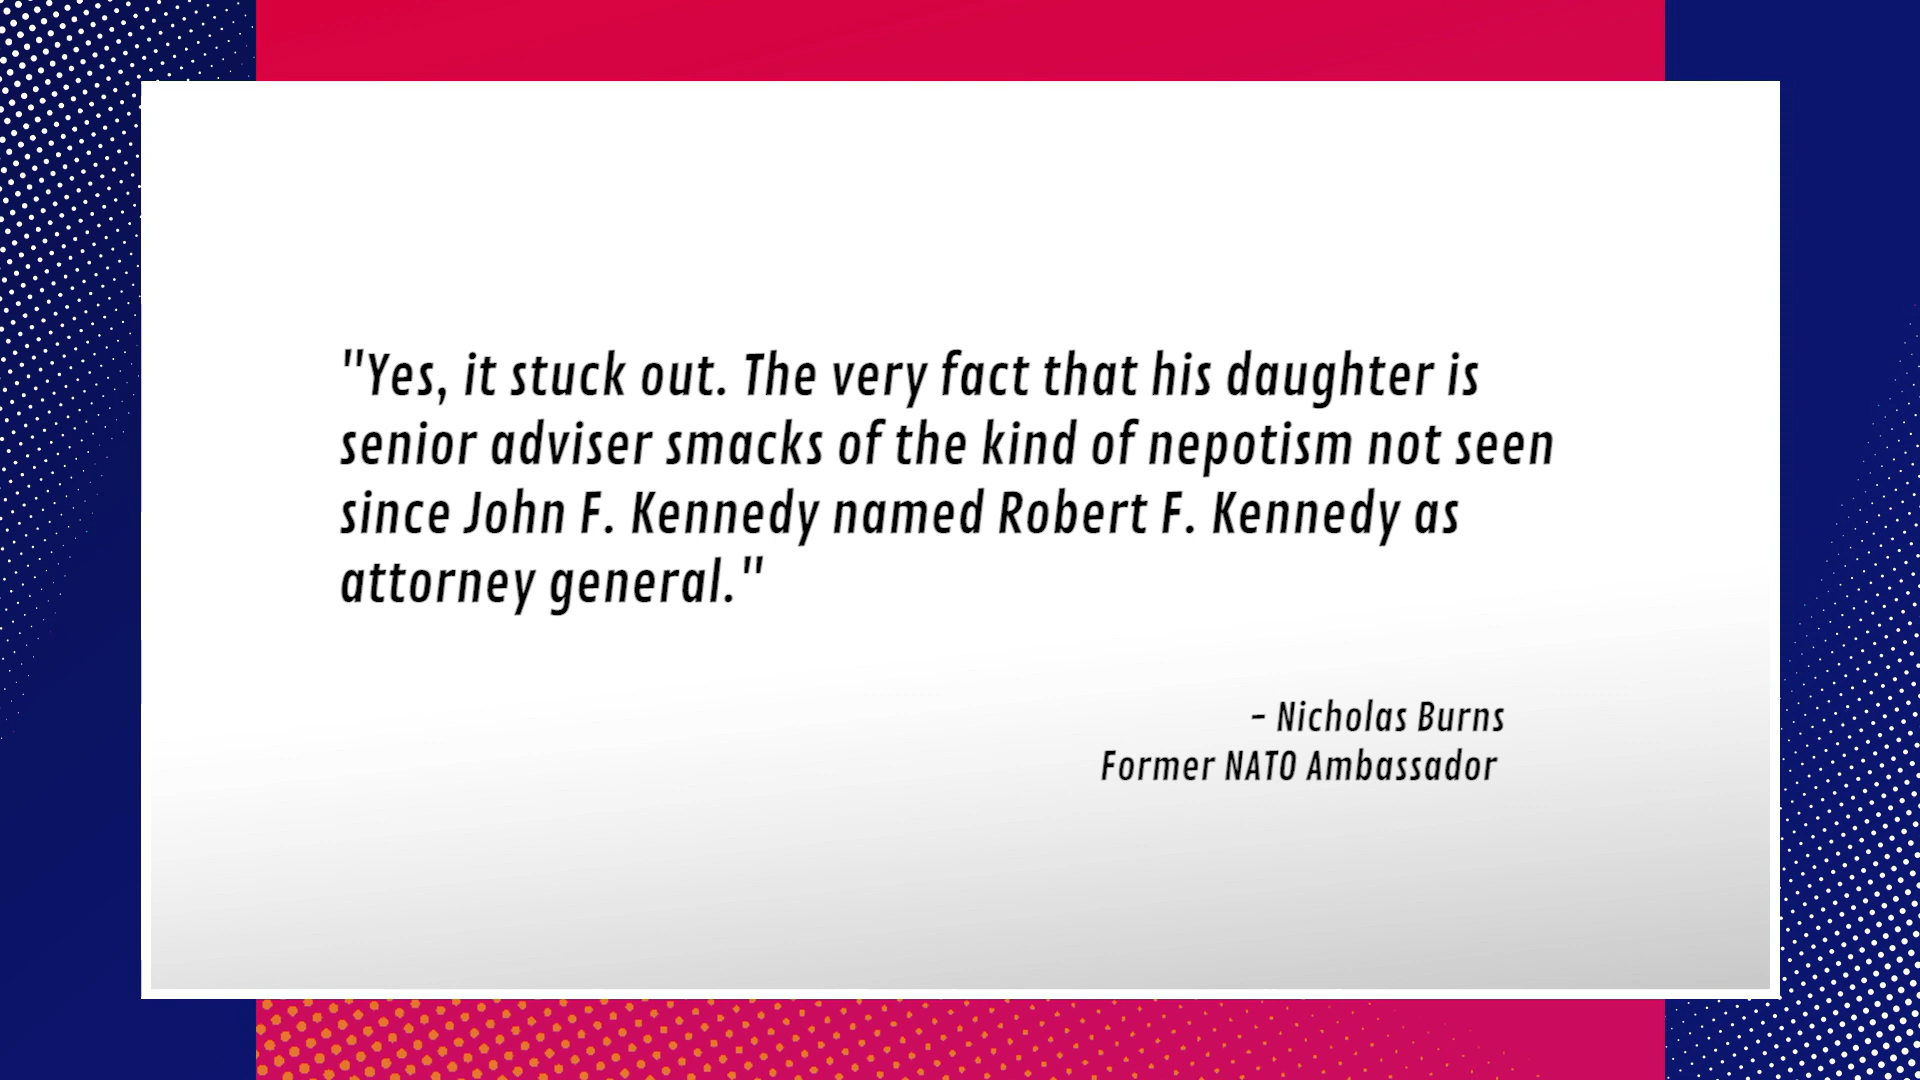 "Yes, it stuck out. The very fact that his daughter is
senior adviser smacks of the kind of nepotism not seen
since John F. Kennedy named Robert F. Kennedy as
attorney general."
- Nicholas Burns
Former NATO Ambassador